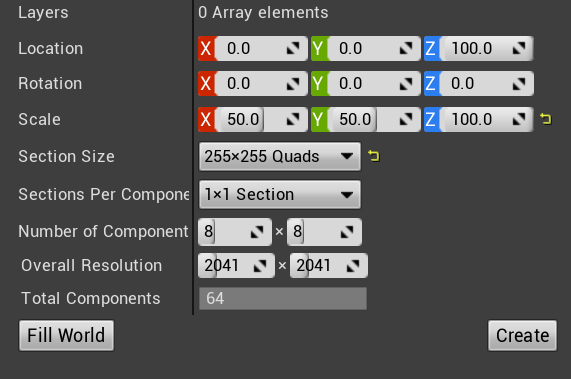 Layers 0 Array elements
Location X 0.0 Y 0.0 Z 100.0
Rotation X 0.0 Y 0.0 Z 0.0
Scale X 50.0 Y 50.0 Z 100.0
Section Size 255×255 Quads
Sections Per Compone 1×1 Section
Number of Component 8 × 8
Overall Resolution 2041 × 2041
Total Components 64
Fill World Create